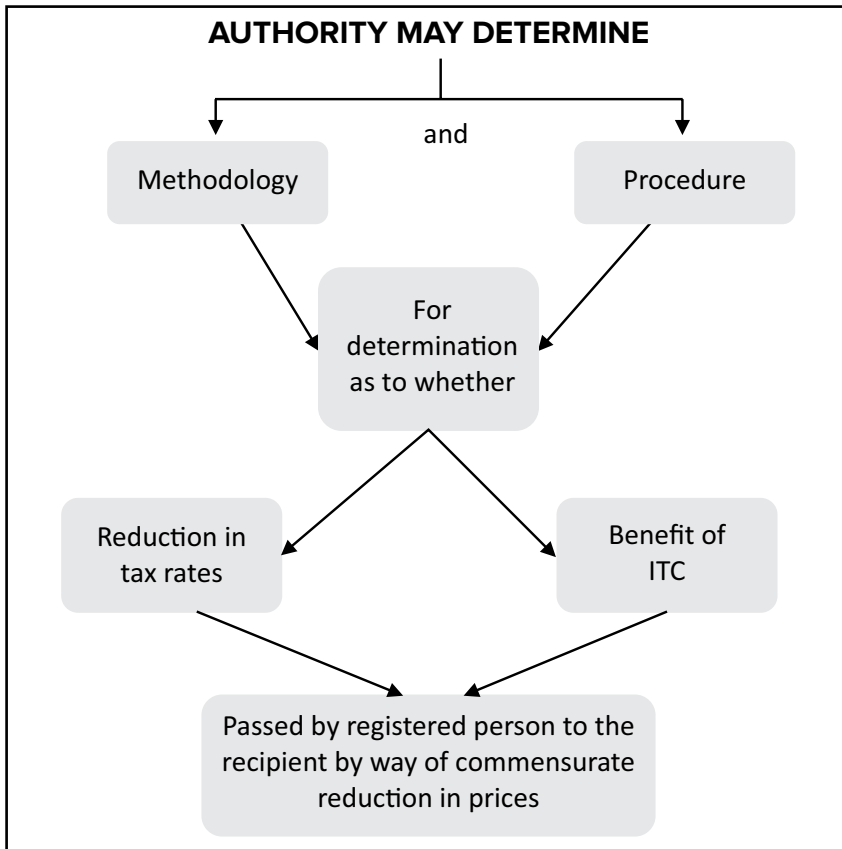 AUTHORITY MAY DETERMINE
and
Methodology
Procedure
For
determination
as to whether
Reduction in
tax rates
Benefit of
ITC
Passed by registered person to the
recipient by way of commensurate
reduction in prices